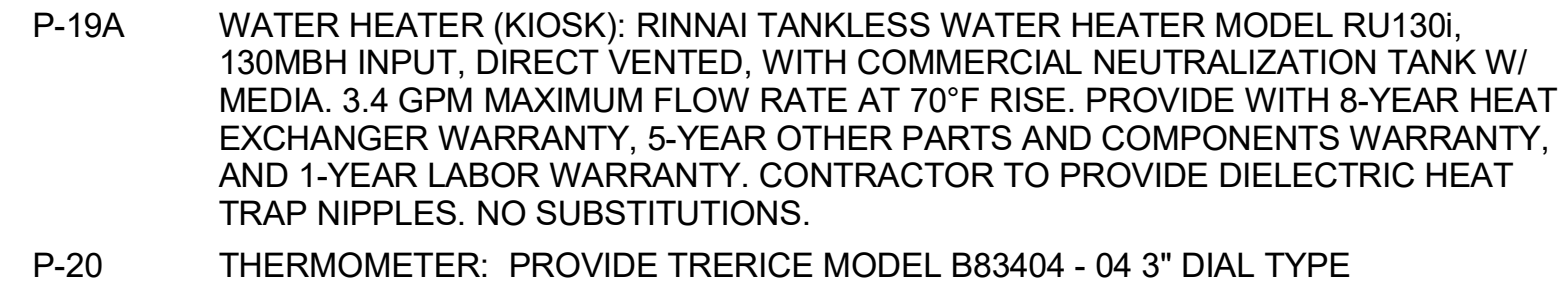 P-19A WATER HEATER (KIOSK): RINNAI TANKLESS WATER HEATER MODEL RU130i,
130MBH INPUT, DIRECT VENTED, WITH COMMERCIAL NEUTRALIZATION TANK W/
MEDIA. 3.4 GPM MAXIMUM FLOW RATE AT 70°F RISE. PROVIDE WITH 8-YEAR HEAT
EXCHANGER WARRANTY, 5-YEAR OTHER PARTS AND COMPONENTS WARRANTY,
AND 1-YEAR LABOR WARRANTY. CONTRACTOR TO PROVIDE DIELECTRIC HEAT
TRAP NIPPLES. NO SUBSTITUTIONS.
P-20 THERMOMETER: PROVIDE TRERICE MODEL B83404 - 04 3" DIAL TYPE